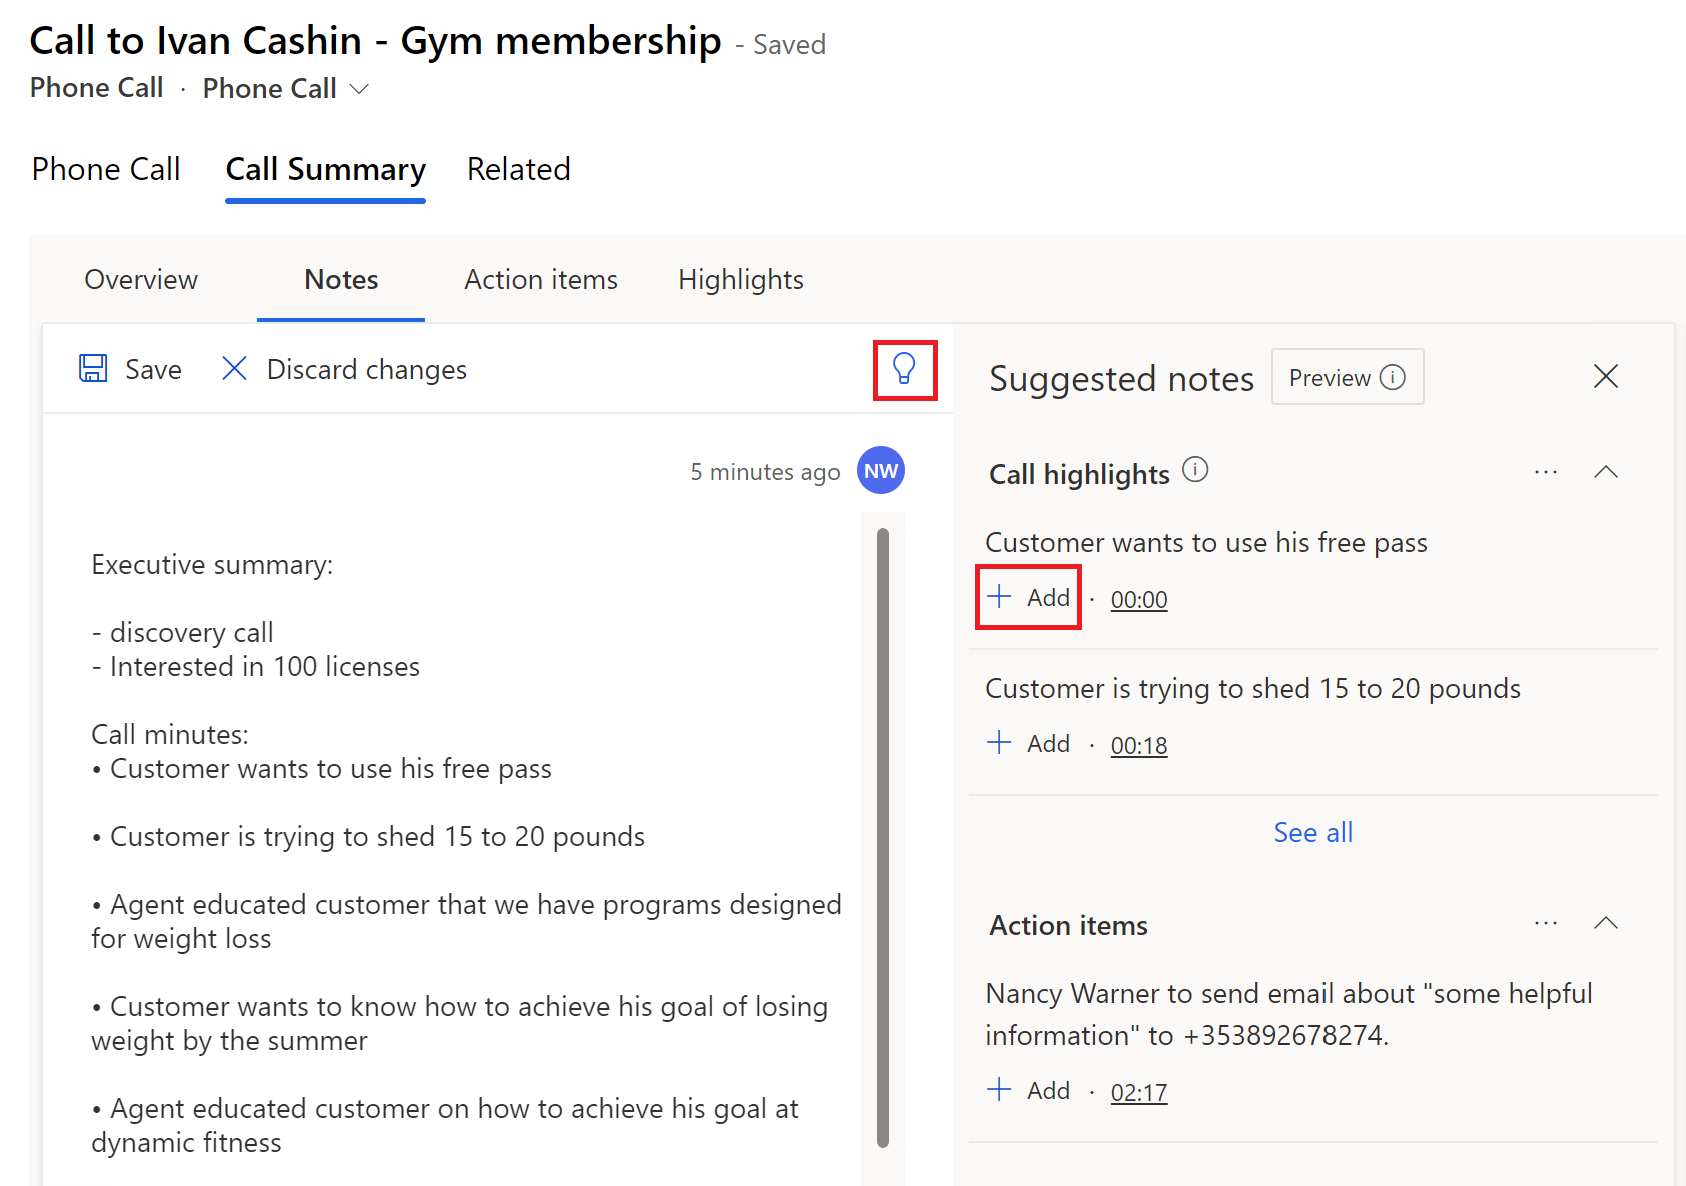 Call to Ivan Cashin - Gym membership - Saved
Phone Call · Phone Call
Phone Call Call Summary Related
Overview Notes Action items Highlights
Save Discard changes
5 minutes ago NW
Executive summary:
- discovery call
- Interested in 100 licenses
Call minutes:
• Customer wants to use his free pass
• Customer is trying to shed 15 to 20 pounds
• Agent educated customer that we have programs designed
for weight loss
• Customer wants to know how to achieve his goal of losing
weight by the summer
• Agent educated customer on how to achieve his goal at
dynamic fitness
Suggested notes Preview
Call highlights
Customer wants to use his free pass
Add · 00:00
Customer is trying to shed 15 to 20 pounds
Add · 00:18
See all
Action items
Nancy Warner to send email about "some helpful
information" to +353892678274.
Add · 02:17